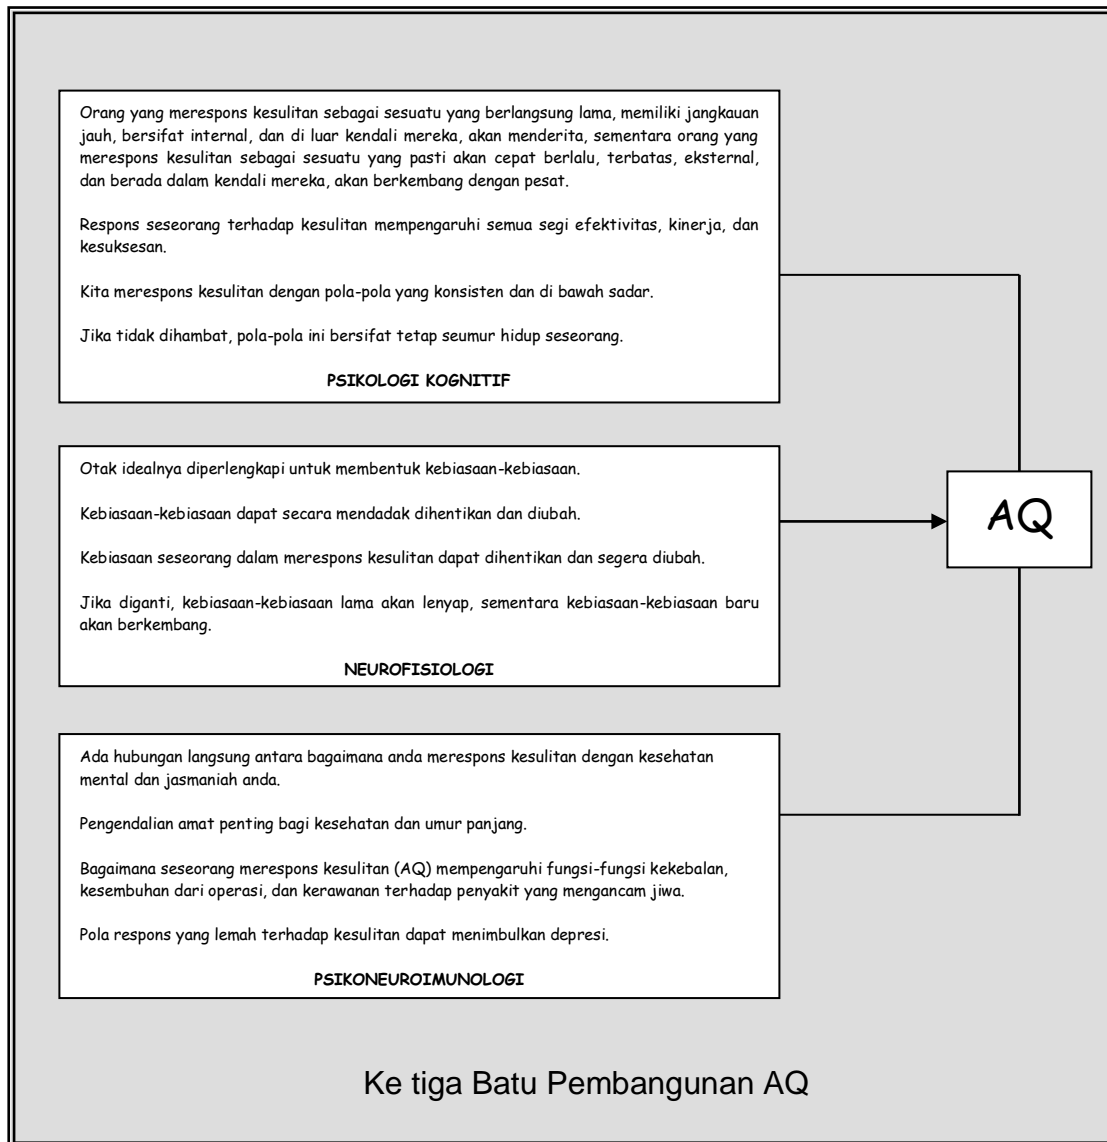 Orang yang merespons kesulitan sebagai sesuatu yang berlangsung lama, memiliki jangkauan
jauh, bersifat internal, dan di luar kendali mereka, akan menderita, sementara orang yang
merespons kesulitan sebagai sesuatu yang pasti akan cepat berlalu, terbatas, eksternal,
dan berada dalam kendali mereka, akan berkembang dengan pesat.
Respons seseorang terhadap kesulitan mempengaruhi semua segi efektivitas, kinerja, dan
kesuksesan.
Kita merespons kesulitan dengan pola-pola yang konsisten dan di bawah sadar.
Jika tidak dihambat, pola-pola ini bersifat tetap seumur hidup seseorang.
PSIKOLOGI KOGNITIF
Otak idealnya diperlengkapi untuk membentuk kebiasaan-kebiasaan.
Kebiasaan-kebiasaan dapat secara mendadak dihentikan dan diubah.
Kebiasaan seseorang dalam merespons kesulitan dapat dihentikan dan segera diubah.
Jika diganti, kebiasaan-kebiasaan lama akan lenyap, sementara kebiasaan-kebiasaan baru
akan berkembang.
NEUROFISIOLOGI
AQ
Ada hubungan langsung antara bagaimana anda merespons kesulitan dengan kesehatan
mental dan jasmaniah anda.
Pengendalian amat penting bagi kesehatan dan umur panjang.
Bagaimana seseorang merespons kesulitan (AQ) mempengaruhi fungsi-fungsi kekebalan,
kesembuhan dari operasi, dan kerawanan terhadap penyakit yang mengancam jiwa.
Pola respons yang lemah terhadap kesulitan dapat menimbulkan depresi.
PSIKONEUROIMUNOLOGI
Ke tiga Batu Pembangunan AQ